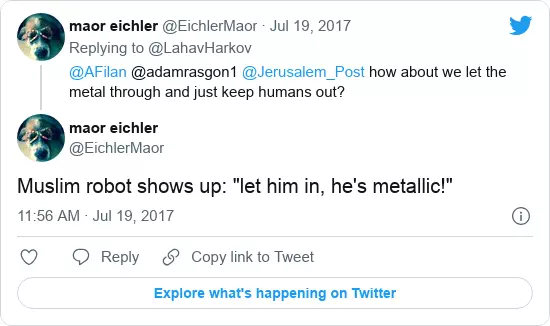 maor eichler @EichlerMaor · Jul 19, 2017
Replying to @LahavHarkov
@AFilan @adamrasgon1 @Jerusalem_Post how about we let the
metal through and just keep humans out?
maor eichler
@EichlerMaor
Muslim robot shows up: "let him in, he's metallic!"
11:56 AM · Jul 19, 2017
Reply Copy link to Tweet
Explore what's happening on Twitter